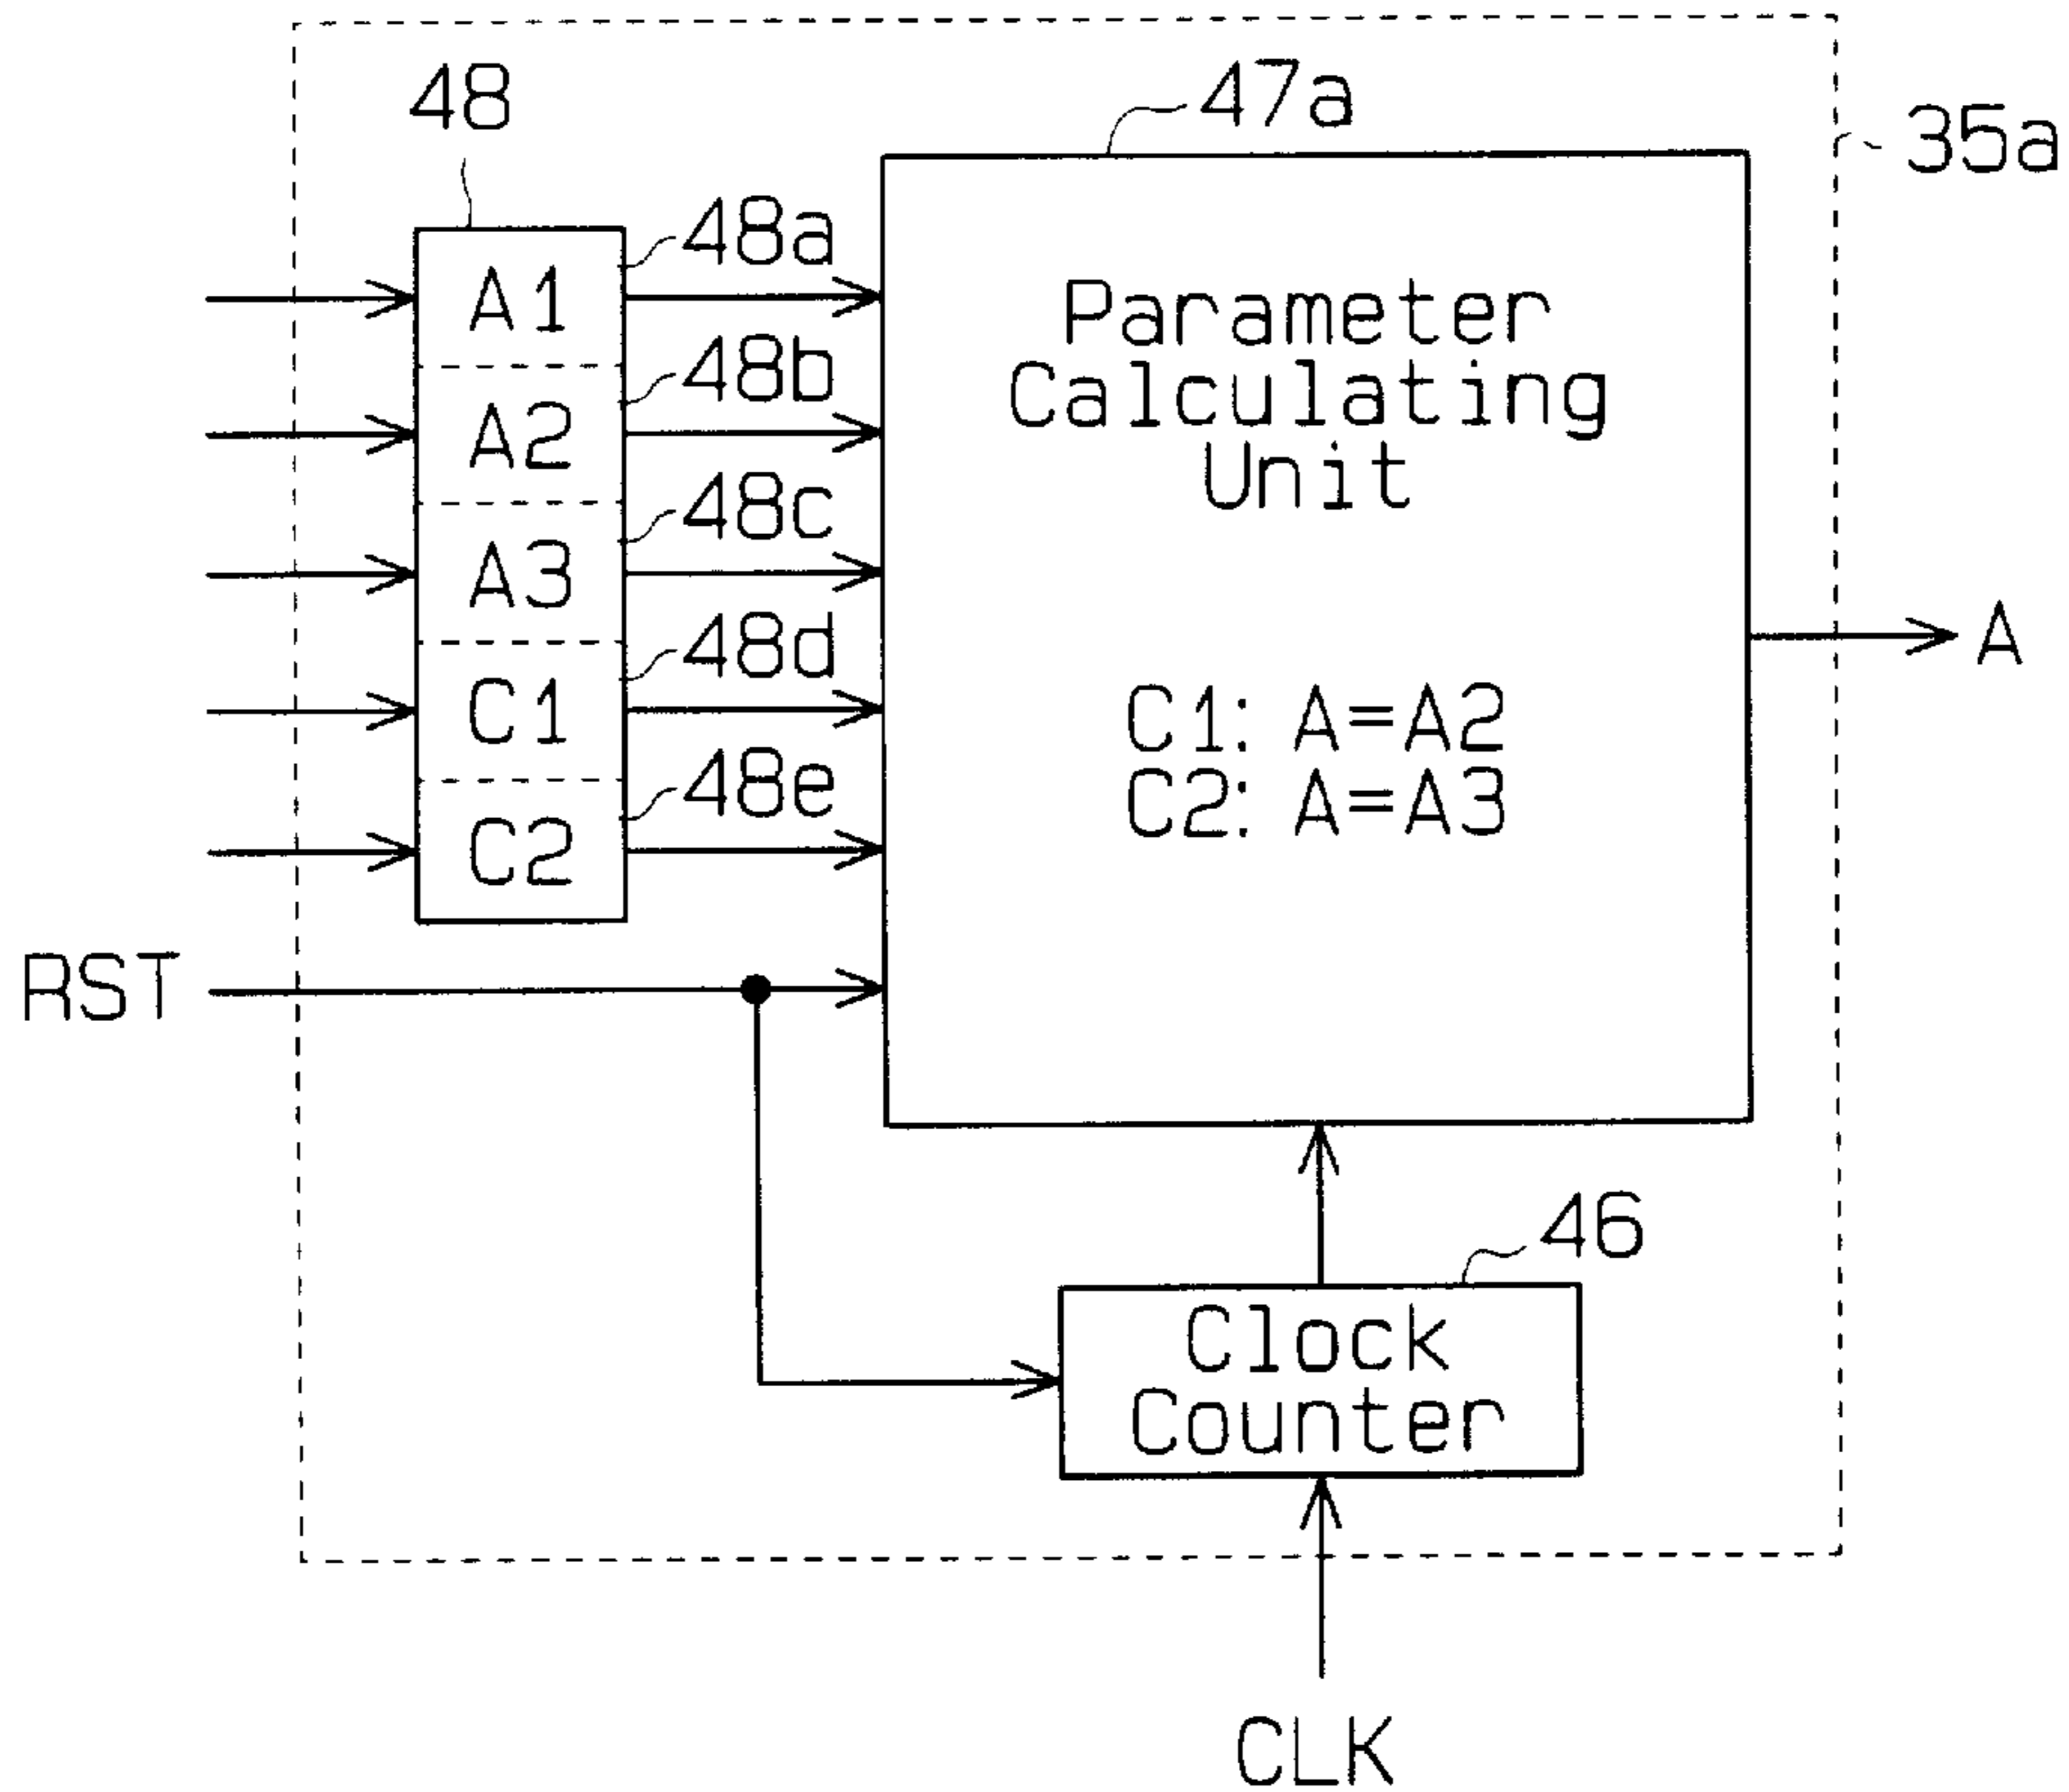 48
47a
35a
48a
A1
48b
A2
48c
A3
48d
C1
48e
C2
Parameter
Calculating
Unit
C1: A=A2
C2: A=A3
A
RST
46
Clock
Counter
CLK